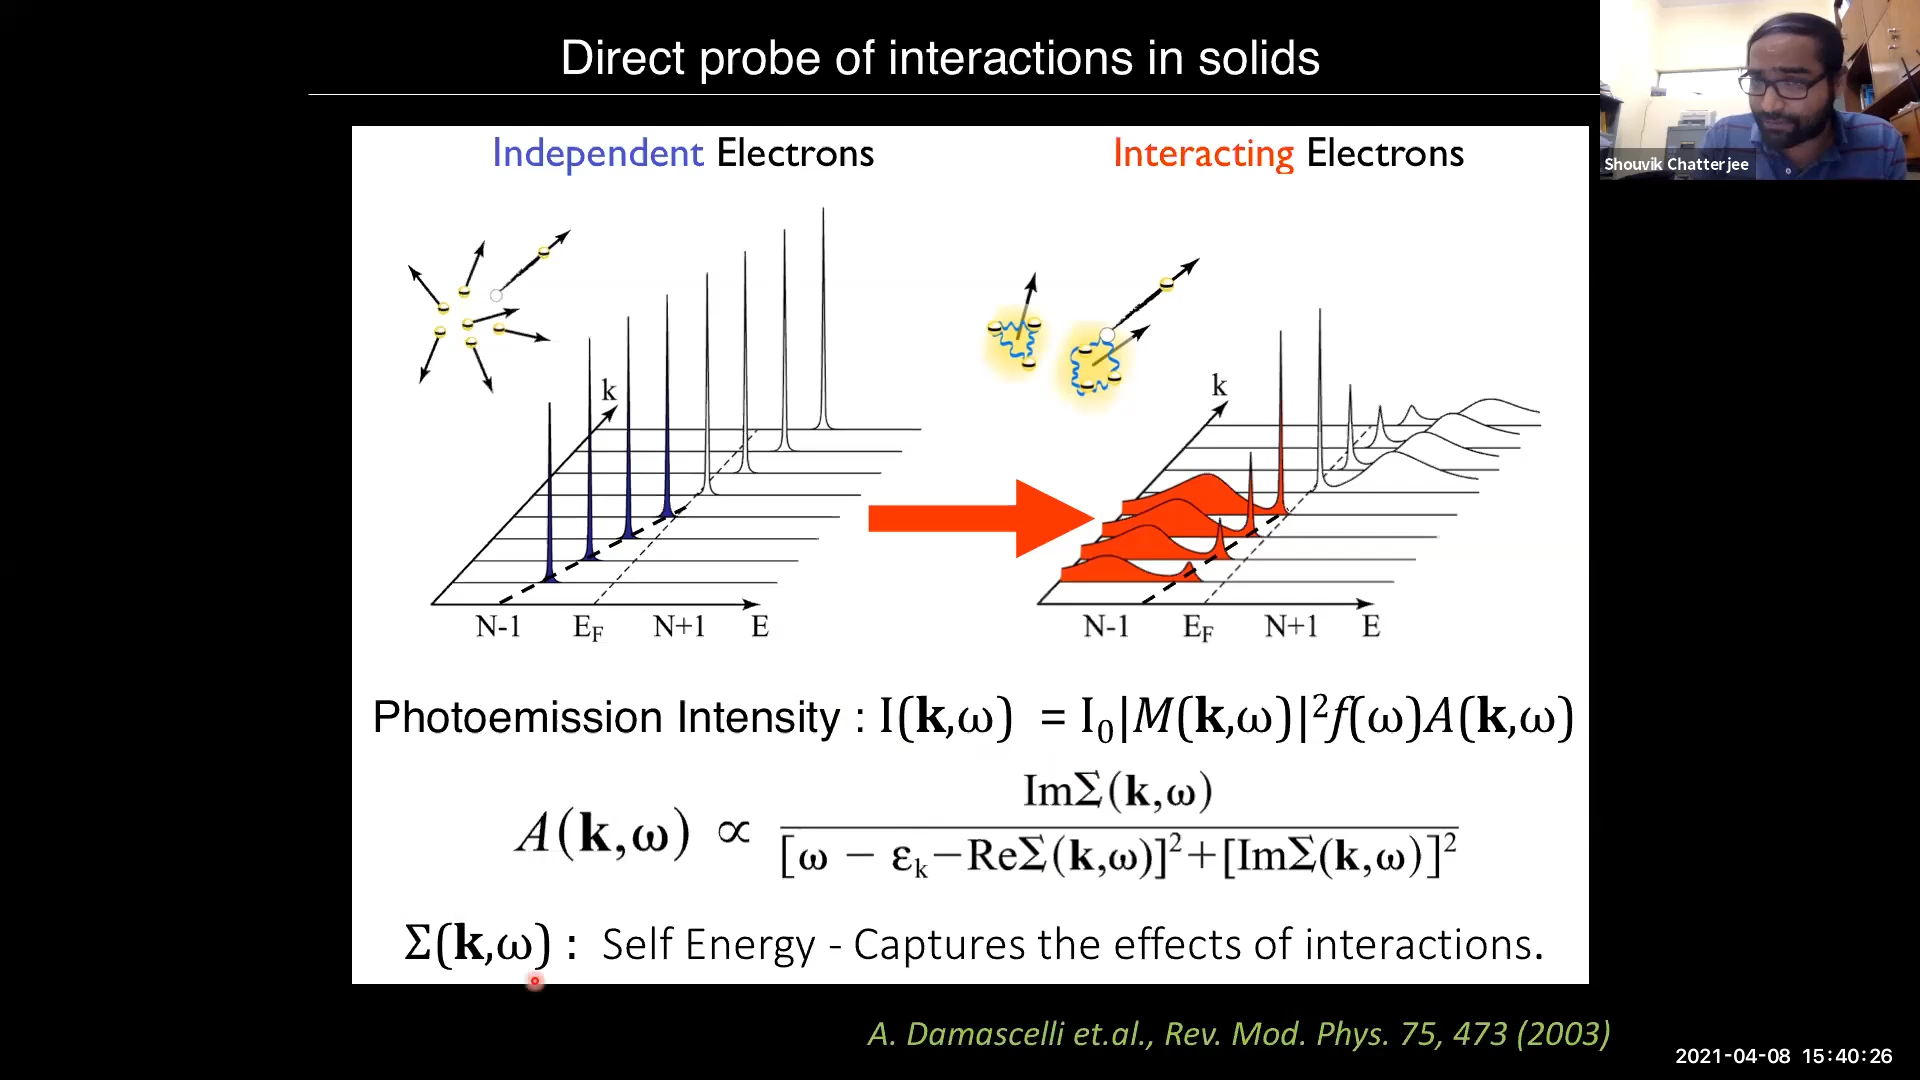 Direct probe of interactions in solids
Shouvik Chatterjee
Independent Electrons
Interacting Electrons
k
N-1 E_F N+1 E
k
N-1 E_F N+1 E
Photoemission Intensity : I(k,ω) = I₀|M(k,ω)|²f(ω)A(k,ω)
A(k,ω) ∝ ImΣ(k,ω) / [ω − εₖ−ReΣ(k,ω)]²+[ImΣ(k,ω)]²
Σ(k,ω) : Self Energy - Captures the effects of interactions.
A. Damascelli et.al., Rev. Mod. Phys. 75, 473 (2003)
2021-04-08 15:40:26